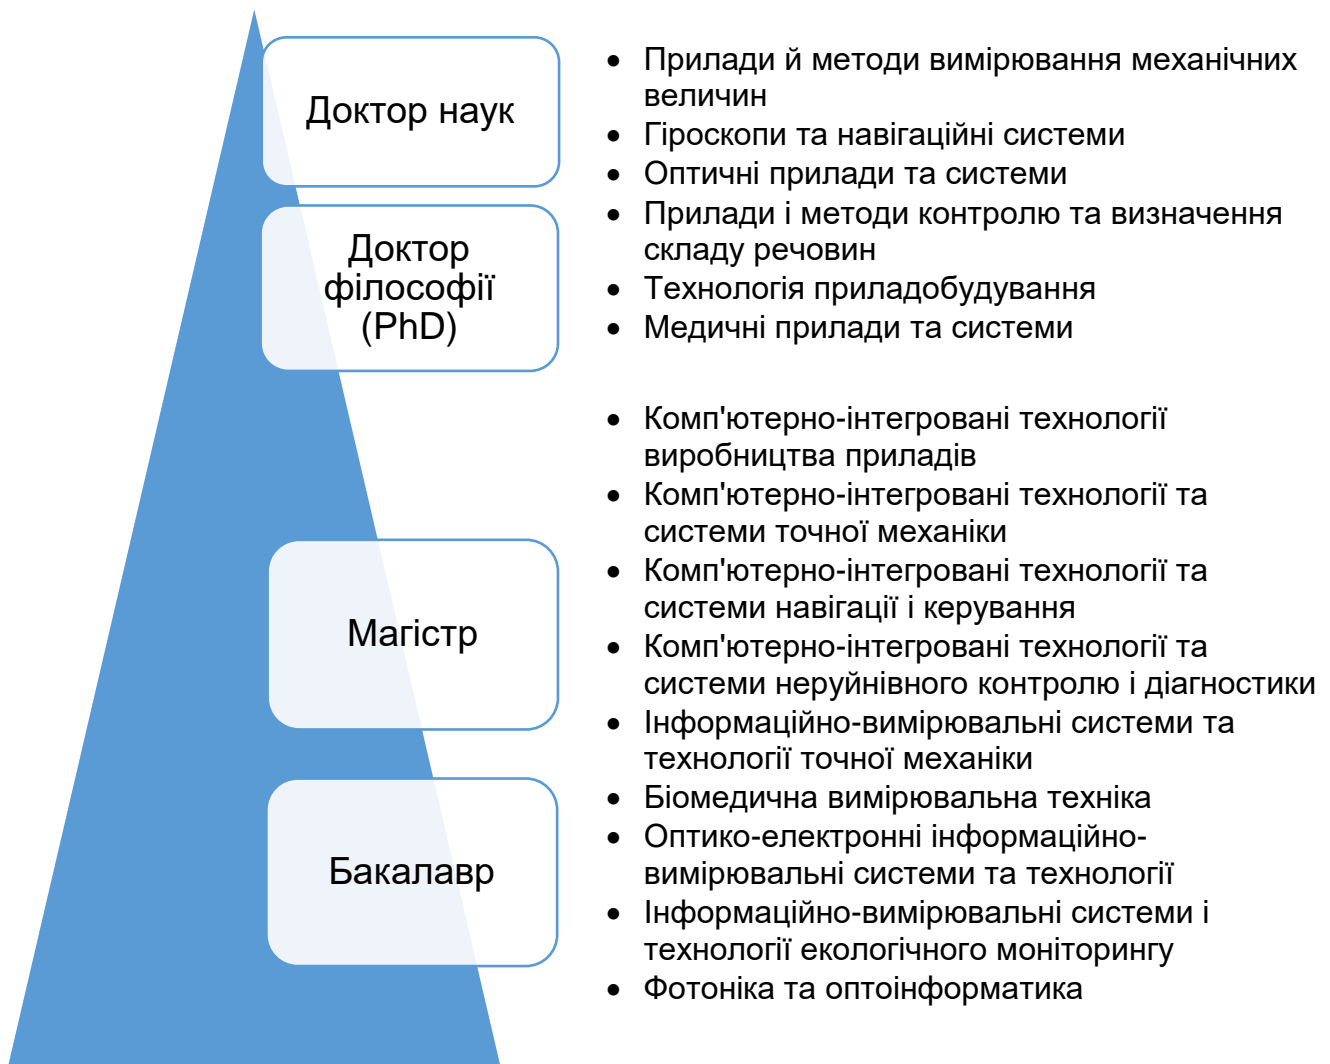 Доктор наук
Доктор
філософії
(PhD)
• Прилади й методи вимірювання механічних
величин
• Гіроскопи та навігаційні системи
• Оптичні прилади та системи
• Прилади і методи контролю та визначення
складу речовин
• Технологія приладобудування
• Медичні прилади та системи
Магістр
Бакалавр
• Комп'ютерно-інтегровані технології
виробництва приладів
• Комп'ютерно-інтегровані технології та
системи точної механіки
• Комп'ютерно-інтегровані технології та
системи навігації і керування
• Комп'ютерно-інтегровані технології та
системи неруйнівного контролю і діагностики
• Інформаційно-вимірювальні системи та
технології точної механіки
• Біомедична вимірювальна техніка
• Оптико-електронні інформаційно-
вимірювальні системи та технології
• Інформаційно-вимірювальні системи і
технології екологічного моніторингу
• Фотоніка та оптоінформатика